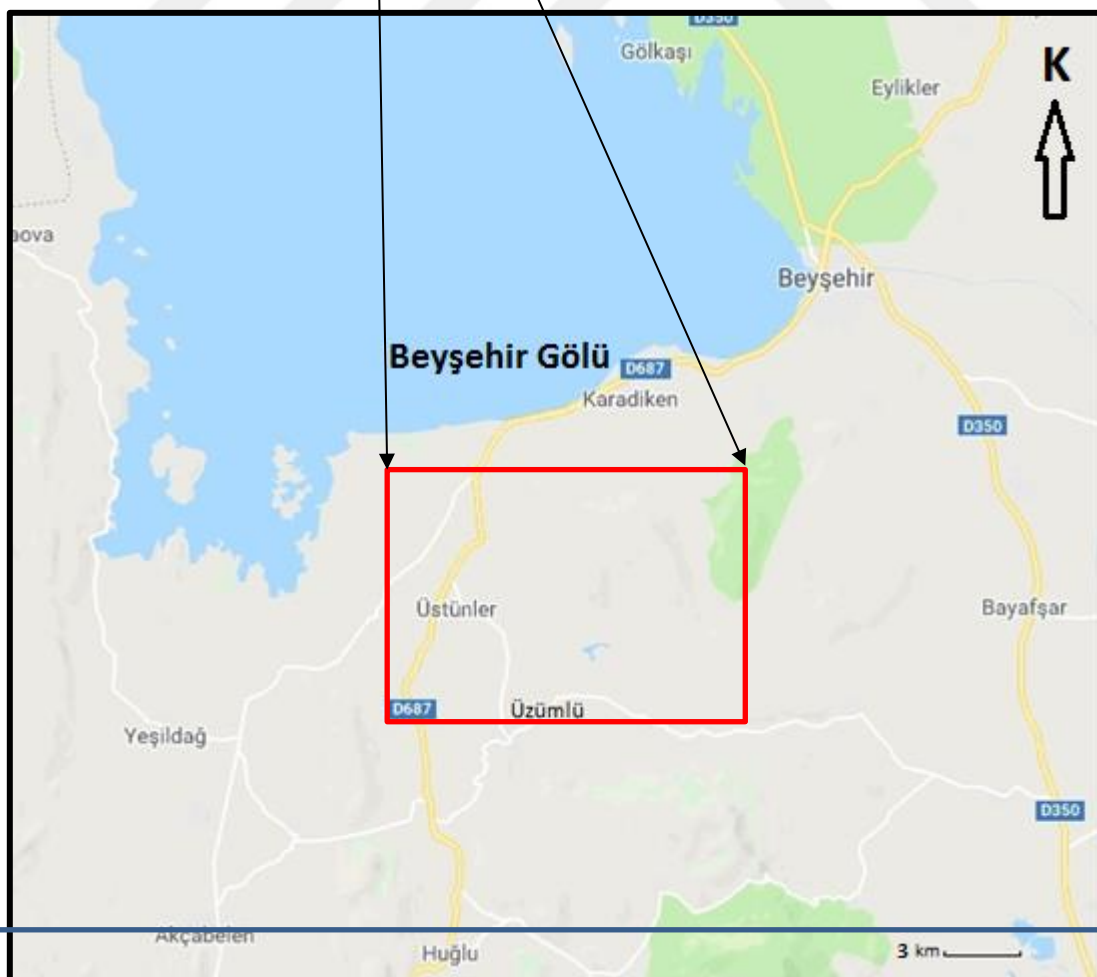 D350
Gölkaşı
K
Eylikler
aova
Beyşehir
Beyşehir Gölü
D687
Karadiken
D350
Üstünler
Bayafşar
D687
Üzümlü
Yeşildağ
D350
Akçabelen
Huğlu
3 km